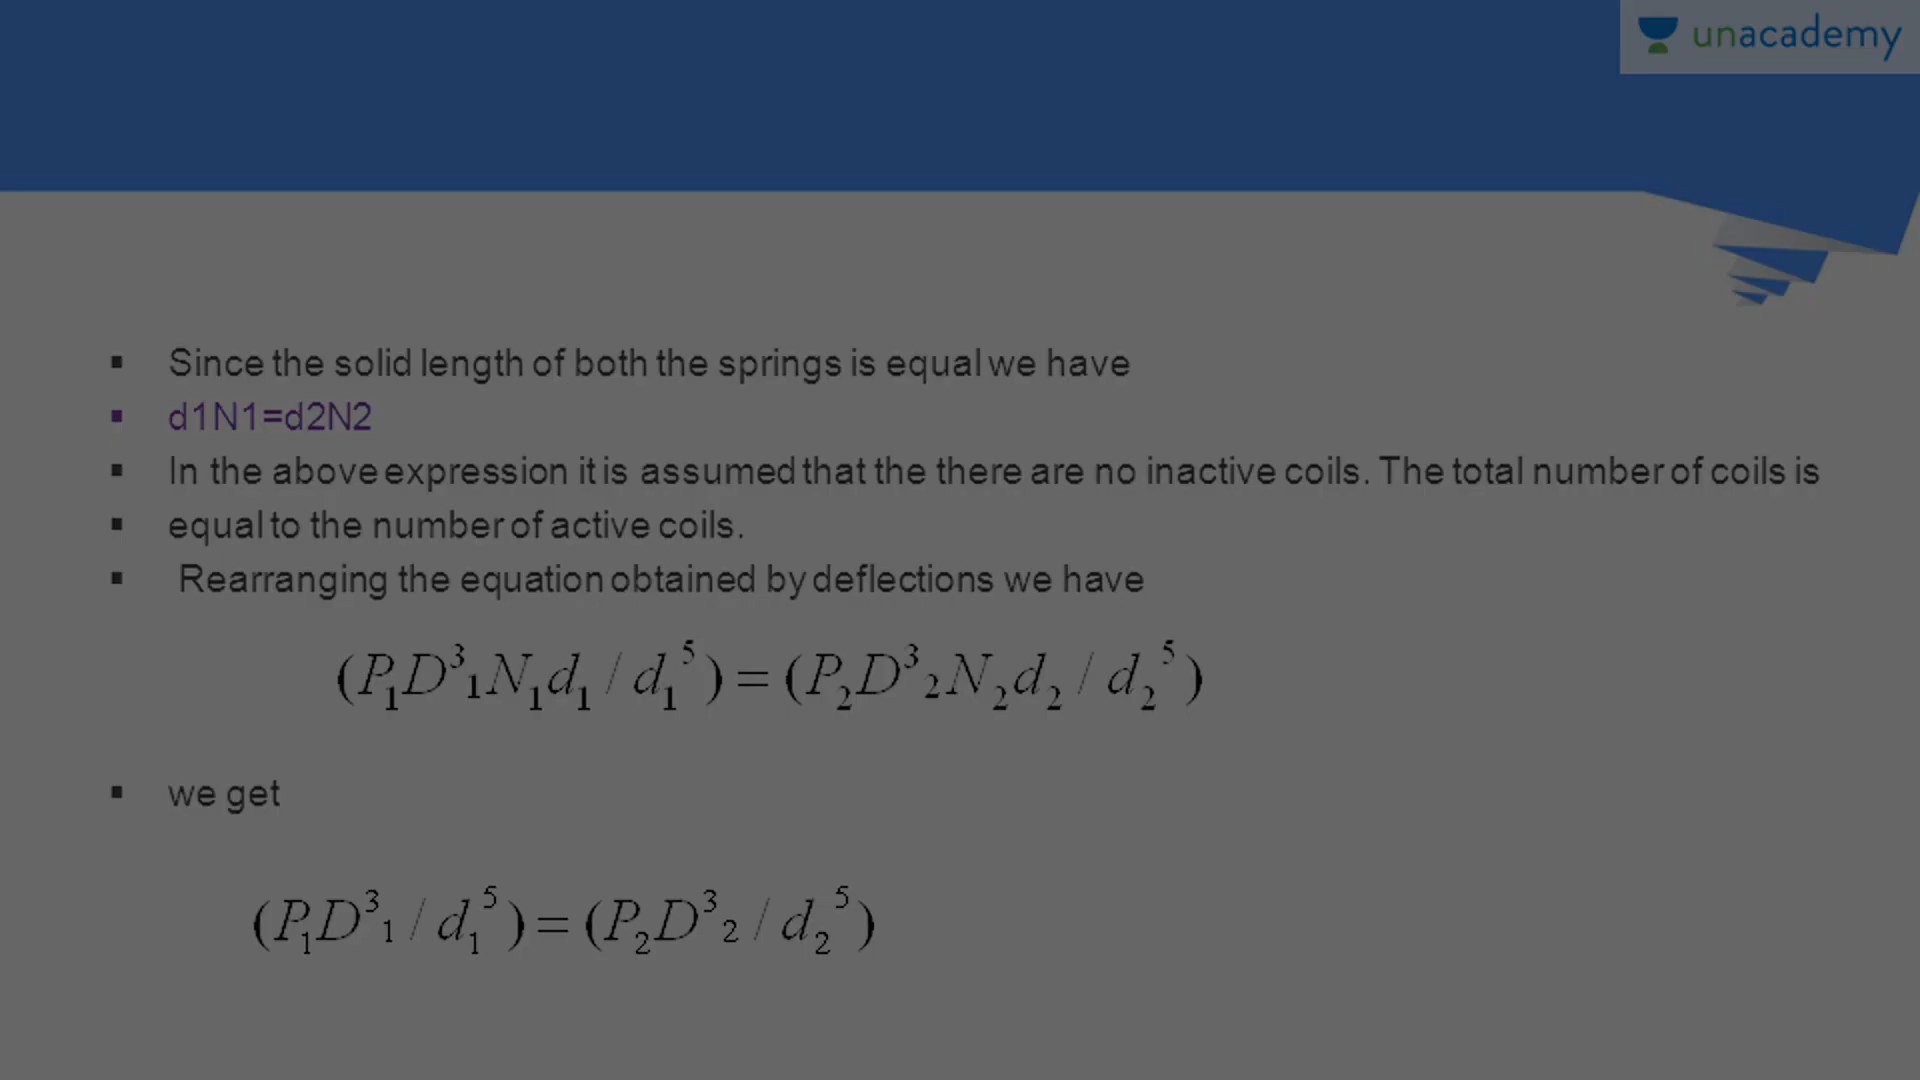 unacademy
Since the solid length of both the springs is equal we have
d1N1=d2N2
In the above expression it is assumed that the there are no inactive coils. The total number of coils is
equal to the number of active coils.
Rearranging the equation obtained by deflections we have
(P₁D³₁N₁d₁ / d₁⁵) = (P₂D³₂N₂d₂ / d₂⁵)
we get
(P₁D³₁ / d₁⁵) = (P₂D³₂ / d₂⁵)